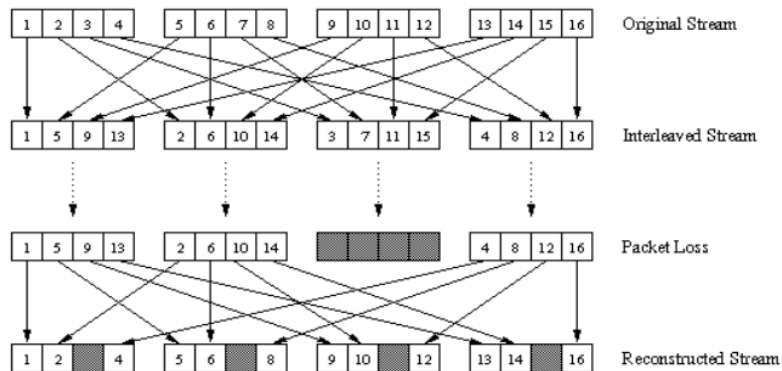 1 2 3 4 5 6 7 8 9 10 11 12 13 14 15 16 Original Stream
1 5 9 13 2 6 10 14 3 7 11 15 4 8 12 16 Interleaved Stream
1 5 9 13 2 6 10 14 4 8 12 16 Packet Loss
1 2 4 5 6 8 9 10 12 13 14 16 Reconstructed Stream